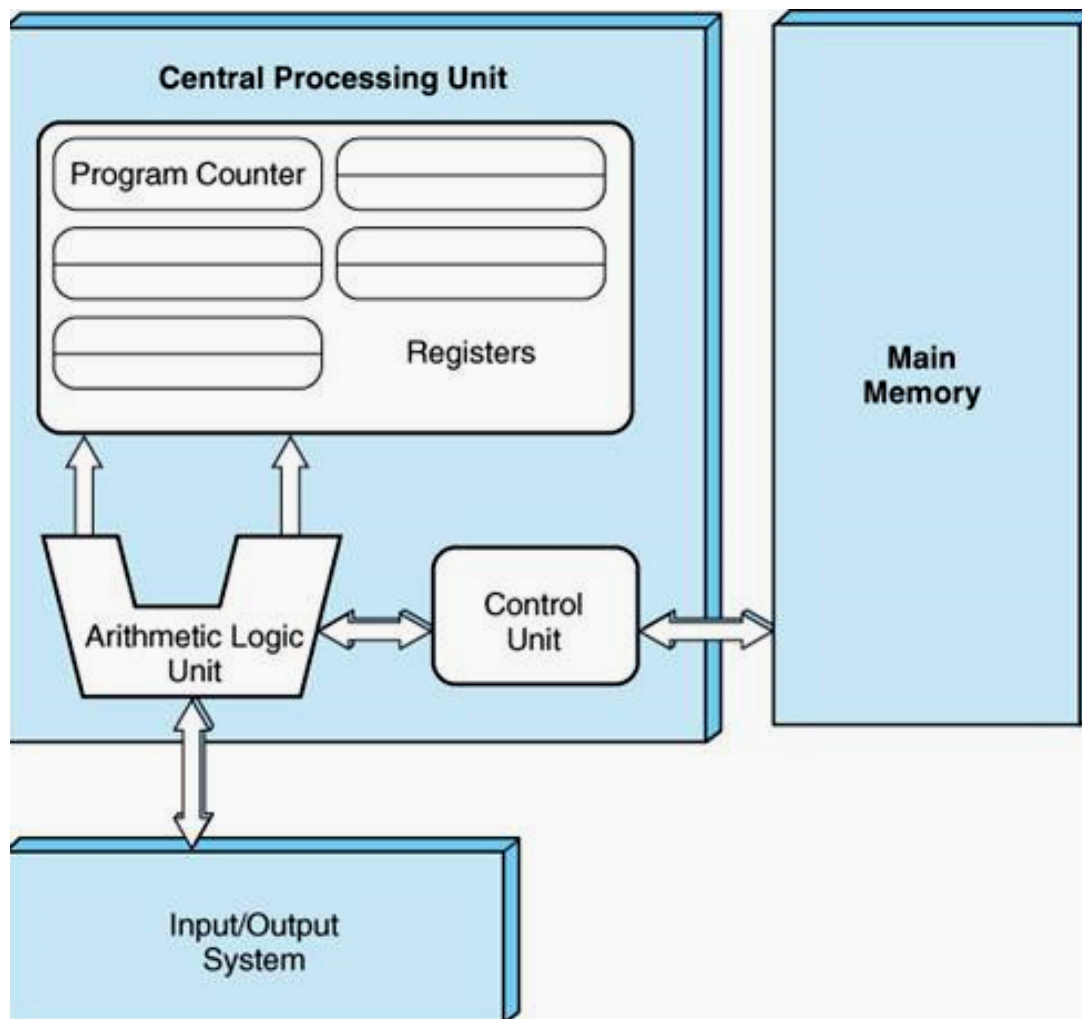 Central Processing Unit
Program Counter
Registers
Main
Memory
Arithmetic Logic
Unit
Control
Unit
Input/Output
System